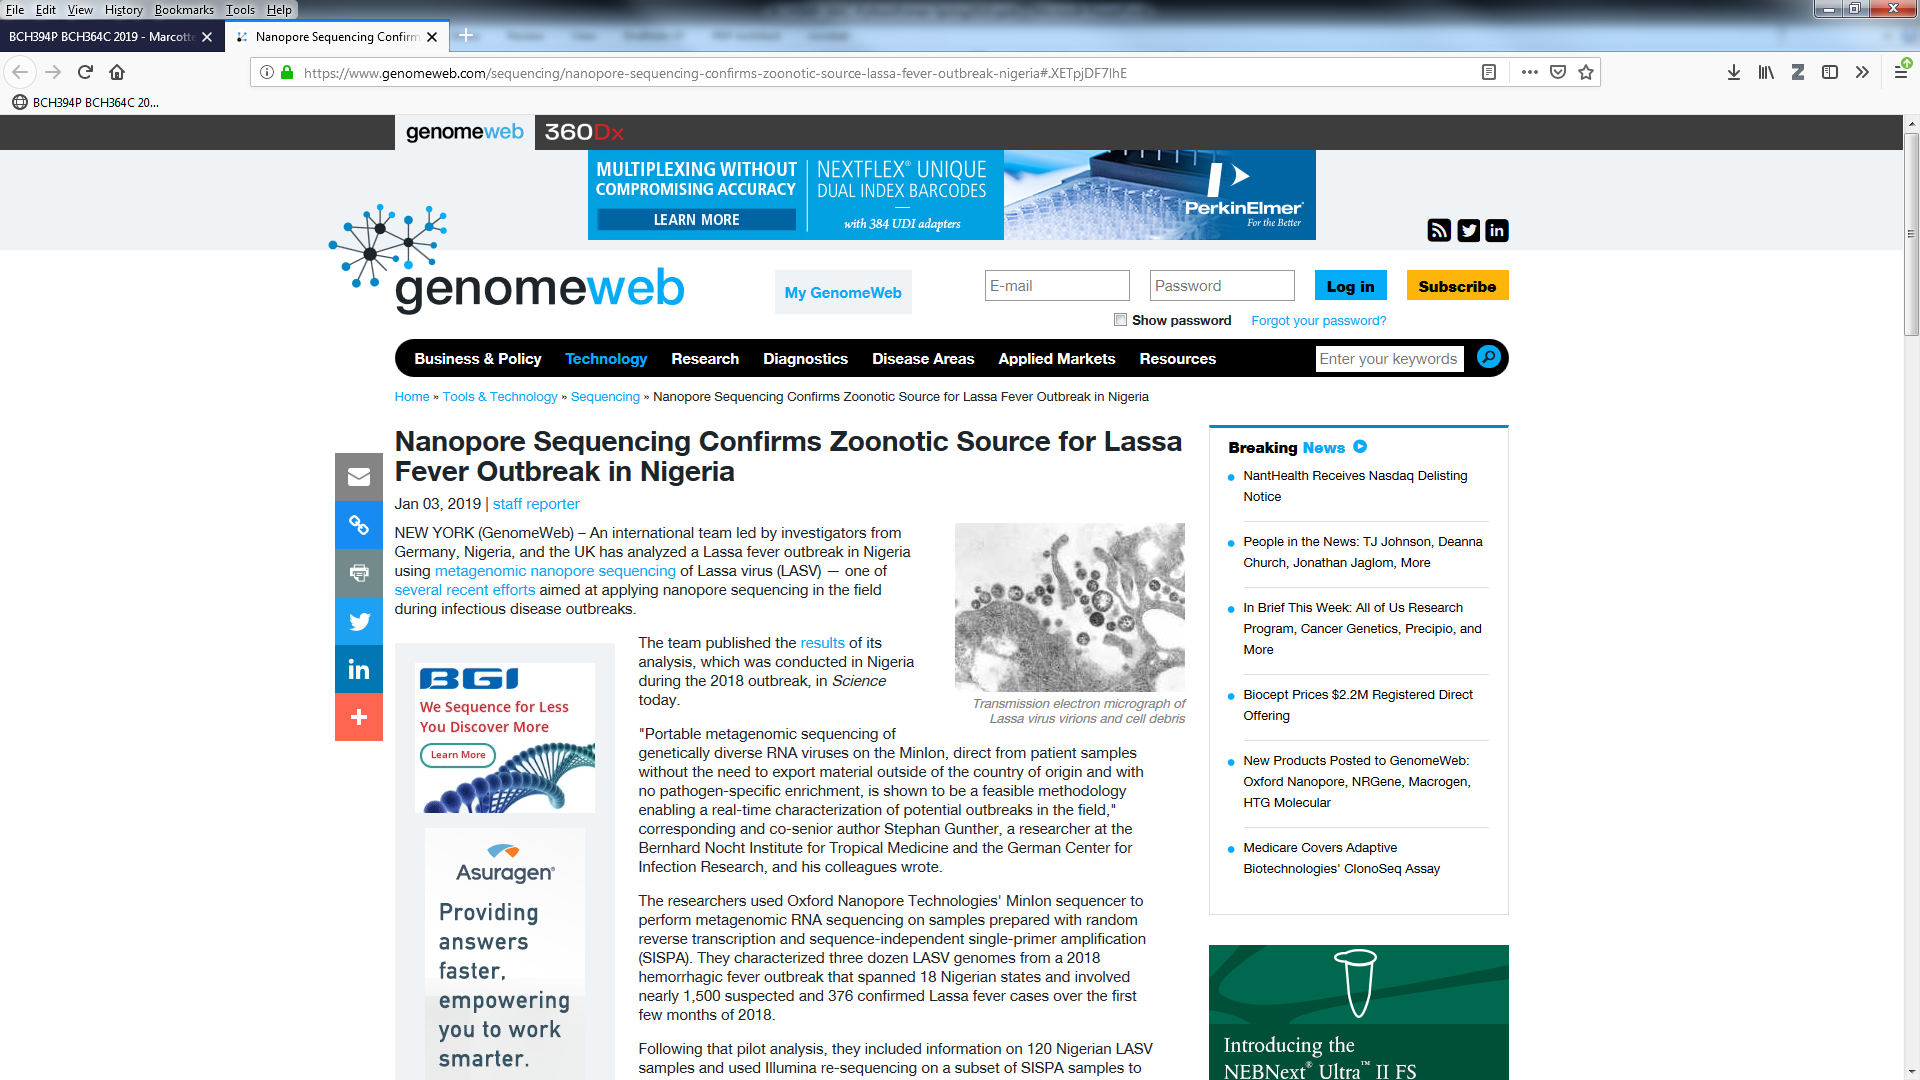 File Edit View History Bookmarks Tools Help
BCH394P BCH364C 2019 - Marcott
Nanopore Sequencing Confirm
https://www.genomeweb.com/sequencing/nanopore-sequencing-confirms-zoonotic-source-lassa-fever-outbreak-nigeria#.XETpjDF7lhE
BCH394P BCH364C 20...
genomeweb 360Dx
MULTIPLEXING WITHOUT
COMPROMISING ACCURACY
LEARN MORE
NEXTFLEX® UNIQUE
DUAL INDEX BARCODES
with 384 UDI adapters
PerkinElmer®
For the Better
genomeweb
My GenomeWeb
E-mail
Password
Log in
Subscribe
Show password
Forgot your password?
Business & Policy Technology Research Diagnostics Disease Areas Applied Markets Resources
Enter your keywords
Home » Tools & Technology » Sequencing » Nanopore Sequencing Confirms Zoonotic Source for Lassa Fever Outbreak in Nigeria
Nanopore Sequencing Confirms Zoonotic Source for Lassa
Fever Outbreak in Nigeria
Jan 03, 2019 | staff reporter
NEW YORK (GenomeWeb) – An international team led by investigators from
Germany, Nigeria, and the UK has analyzed a Lassa fever outbreak in Nigeria
using metagenomic nanopore sequencing of Lassa virus (LASV) — one of
several recent efforts aimed at applying nanopore sequencing in the field
during infectious disease outbreaks.
Transmission electron micrograph of
Lassa virus virions and cell debris
The team published the results of its
analysis, which was conducted in Nigeria
during the 2018 outbreak, in Science
today.
"Portable metagenomic sequencing of
genetically diverse RNA viruses on the MinIon, direct from patient samples
without the need to export material outside of the country of origin and with
no pathogen-specific enrichment, is shown to be a feasible methodology
enabling a real-time characterization of potential outbreaks in the field,"
corresponding and co-senior author Stephan Gunther, a researcher at the
Bernhard Nocht Institute for Tropical Medicine and the German Center for
Infection Research, and his colleagues wrote.
The researchers used Oxford Nanopore Technologies' MinIon sequencer to
perform metagenomic RNA sequencing on samples prepared with random
reverse transcription and sequence-independent single-primer amplification
(SISPA). They characterized three dozen LASV genomes from a 2018
hemorrhagic fever outbreak that spanned 18 Nigerian states and involved
nearly 1,500 suspected and 376 confirmed Lassa fever cases over the first
few months of 2018.
Following that pilot analysis, they included information on 120 Nigerian LASV
samples and used Illumina re-sequencing on a subset of SISPA samples to
BGI
We Sequence for Less
You Discover More
Learn More
Asuragen®
Providing
answers
faster,
empowering
you to work
smarter.
Breaking News
NantHealth Receives Nasdaq Delisting
Notice
People in the News: TJ Johnson, Deanna
Church, Jonathan Jaglom, More
In Brief This Week: All of Us Research
Program, Cancer Genetics, Precipio, and
More
Biocept Prices $2.2M Registered Direct
Offering
New Products Posted to GenomeWeb:
Oxford Nanopore, NRGene, Macrogen,
HTG Molecular
Medicare Covers Adaptive
Biotechnologies' ClonoSeq Assay
Introducing the
NEBNext® Ultra™ II FS